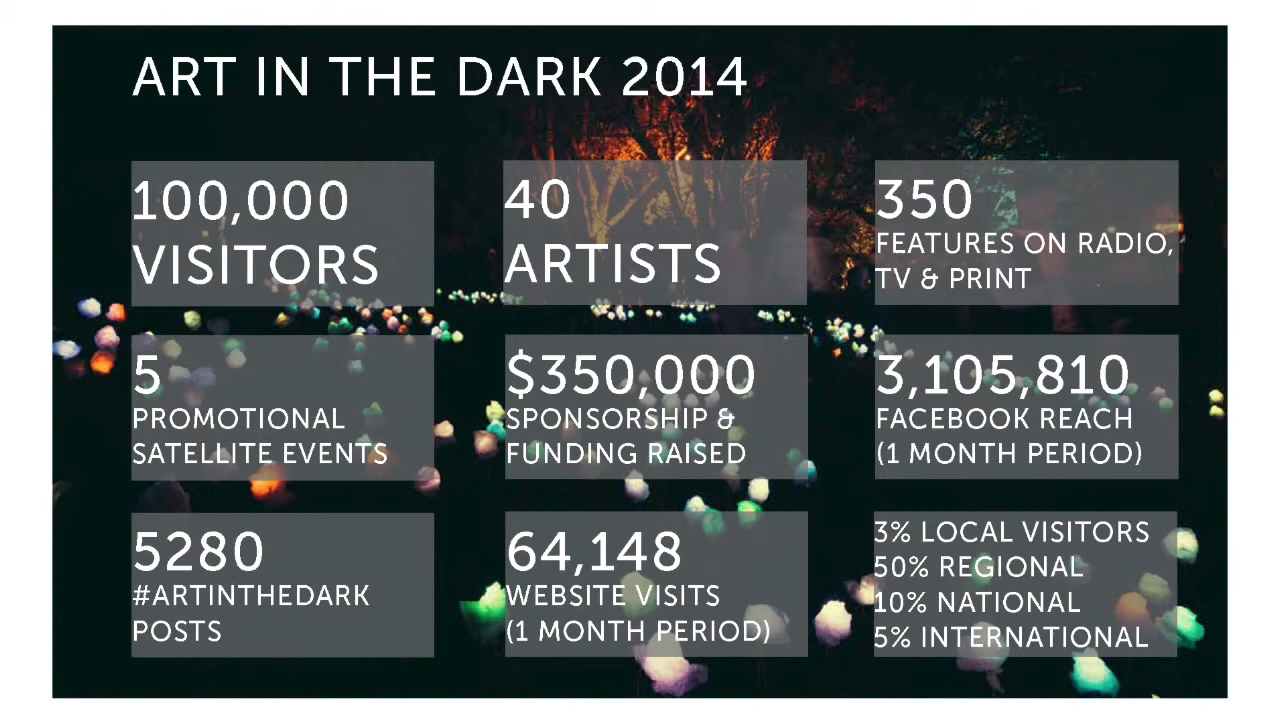 ART IN THE DARK 2014
100,000
VISITORS
40
ARTISTS
350
FEATURES ON RADIO,
TV & PRINT
5
PROMOTIONAL
SATELLITE EVENTS
$350,000
SPONSORSHIP &
FUNDING RAISED
3,105,810
FACEBOOK REACH
(1 MONTH PERIOD)
5280
#ARTINTHEDARK
POSTS
64,148
WEBSITE VISITS
(1 MONTH PERIOD)
3% LOCAL VISITORS
50% REGIONAL
10% NATIONAL
5% INTERNATIONAL